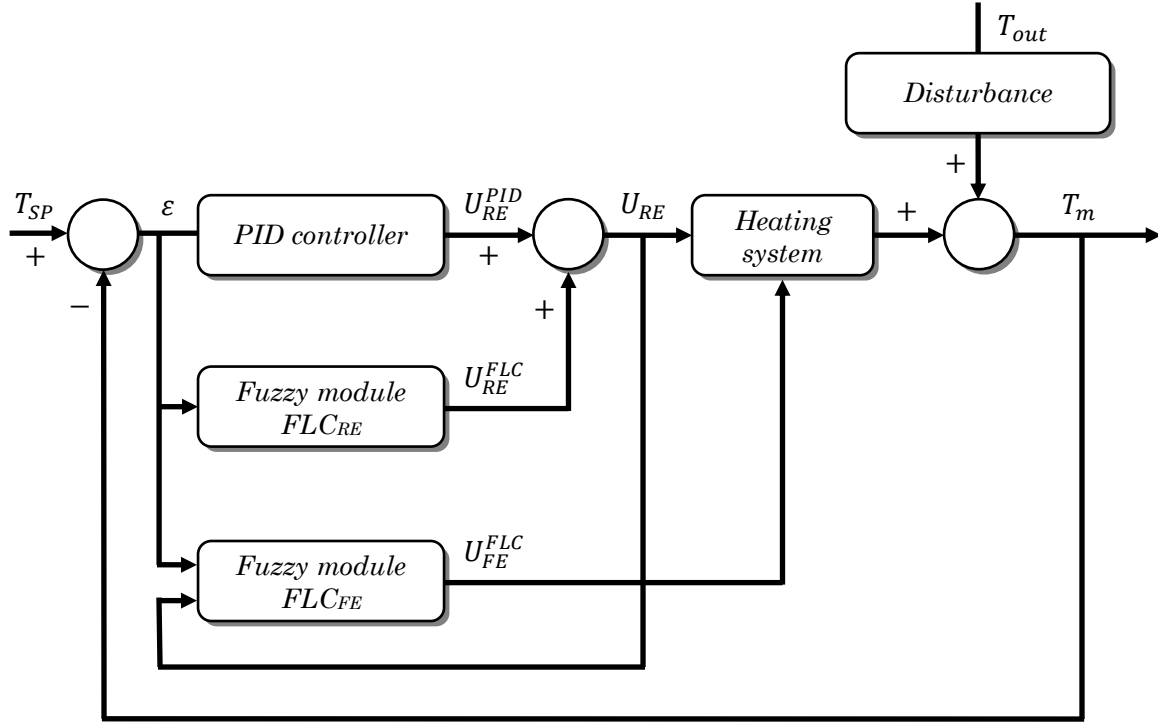 T_out
Disturbance
+
T_SP
+
−
ε
PID controller
U_RE^PID
+
+
U_RE
Heating
system
+
T_m
Fuzzy module
FLC_RE
U_RE^FLC
Fuzzy module
FLC_FE
U_FE^FLC